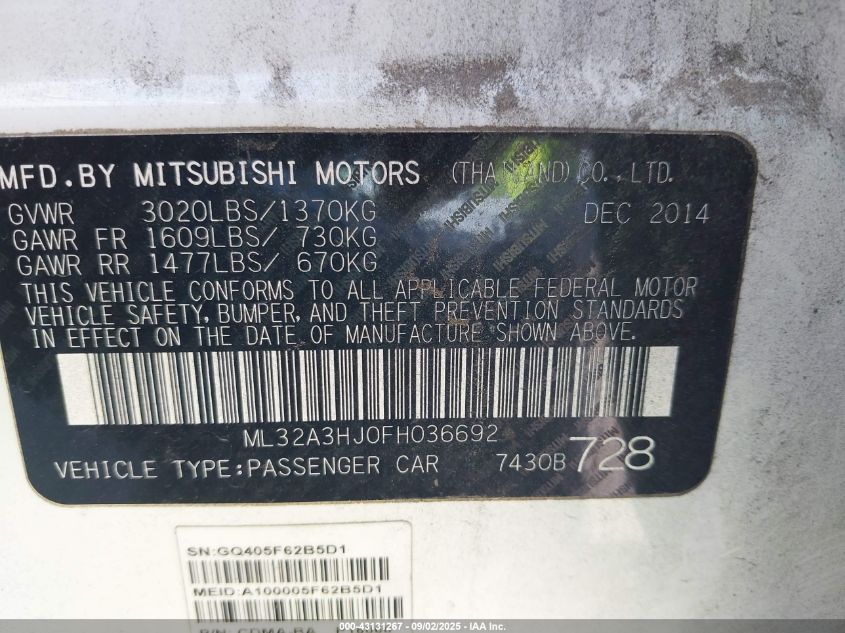 MFD.BY MITSUBISHI MOTORS (THAILAND) CO.,LTD.
GVWR 3020LBS/1370KG DEC 2014
GAWR FR 1609LBS/ 730KG
GAWR RR 1477LBS/ 670KG
THIS VEHICLE CONFORMS TO ALL APPLICABLE FEDERAL MOTOR
VEHICLE SAFETY, BUMPER, AND THEFT PREVENTION STANDARDS
IN EFFECT ON THE DATE OF MANUFACTURE SHOWN ABOVE.
ML32A3HJ0FH036692
VEHICLE TYPE:PASSENGER CAR 7430B 728
SN:GQ405F62B5D1
MEID:A100005F62B5D1
© 43131267 - 09/02/2025 - IAA Inc. All Rights Reserved.